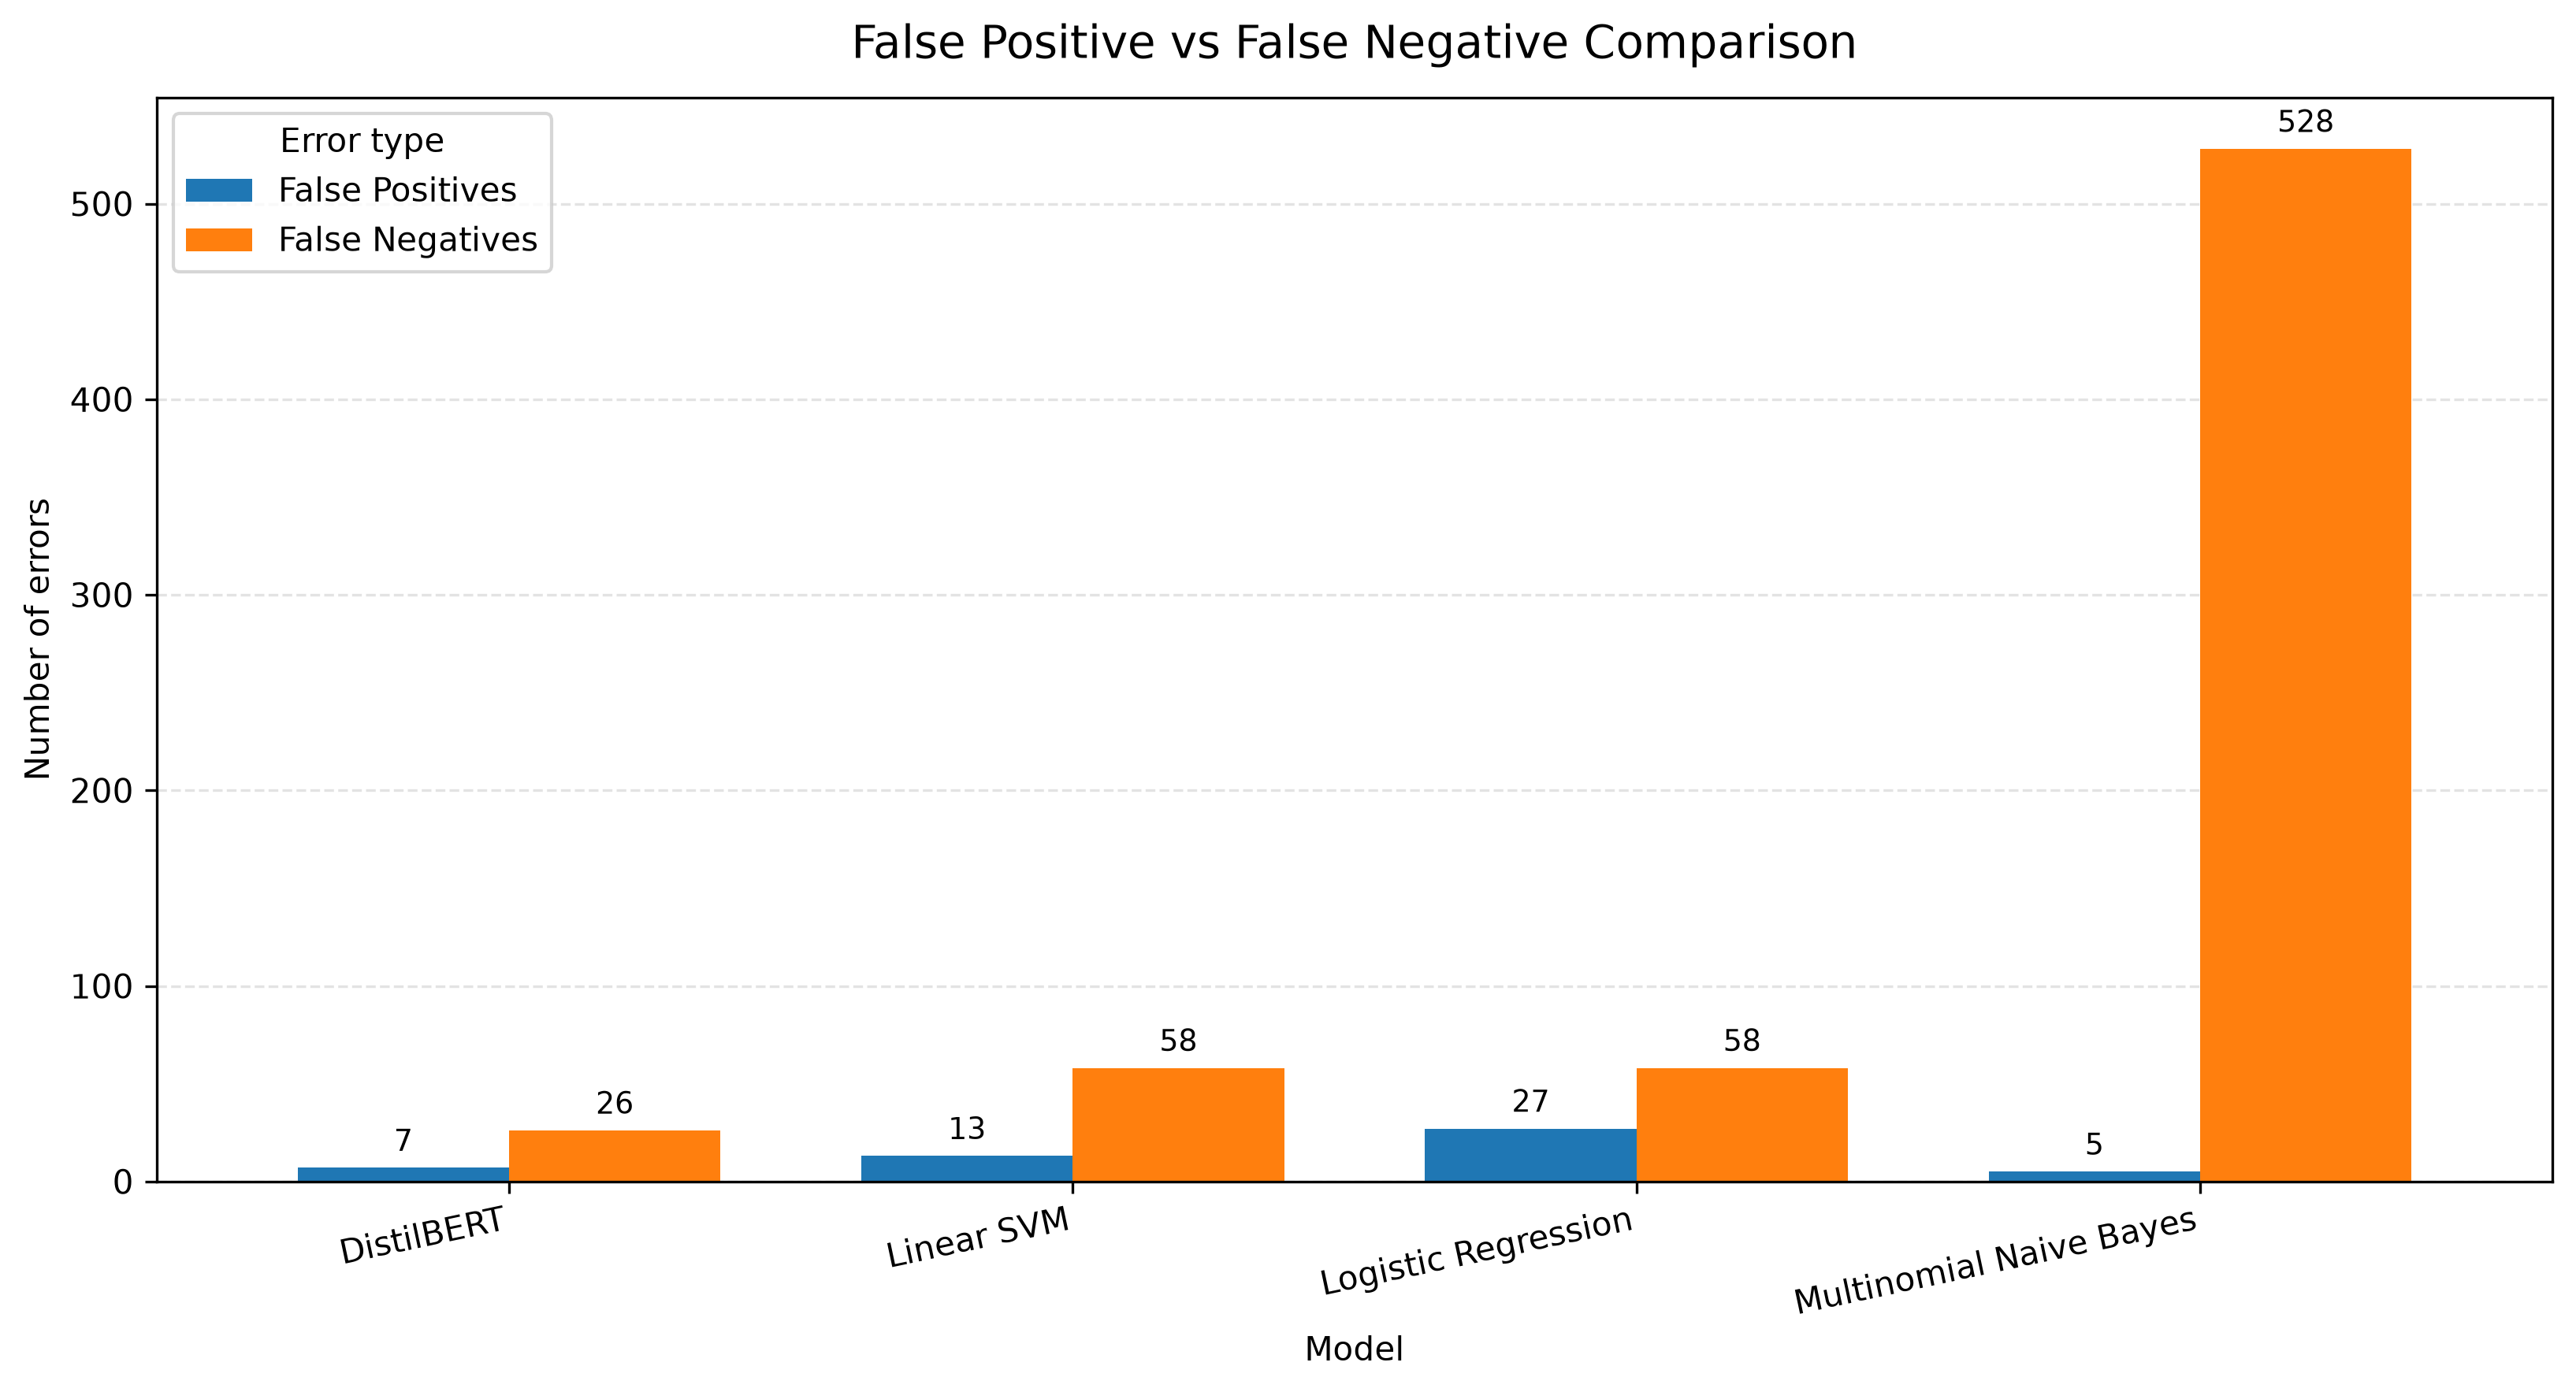 False Positive vs False Negative Comparison
Error type
False Positives
False Negatives
Number of errors
500
400
300
200
100
0
7
26
13
58
27
58
5
528
DistilBERT
Linear SVM
Logistic Regression
Multinomial Naive Bayes
Model